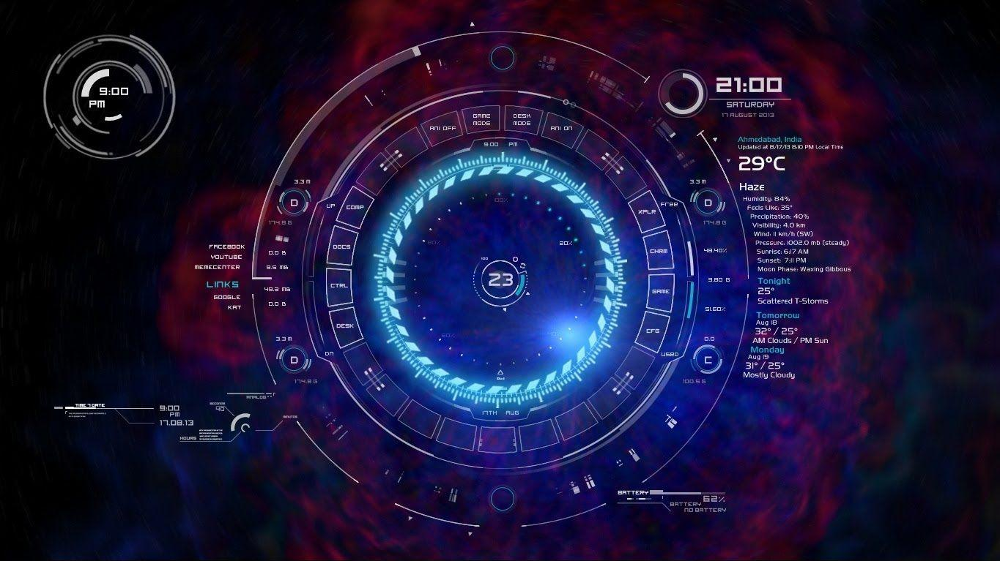 9:00
PM
21:00
SATURDAY
17 AUGUST 2013
GAME
MODE
DESK
MODE
ANI OFF
ANI ON
9:00 PM
Ahmedabad, India
Updated at 8/17/13 8:10 PM Local Time
29°C
Haze
Humidity: 84%
Feels Like: 35°
Precipitation: 40%
Visibility: 4.0 km
Wind: 11 km/h (SW)
Pressure: 1002.0 mb (steady)
Sunrise: 6:17 AM
Sunset: 7:11 PM
Moon Phase: Waxing Gibbous
Tonight
25°
Scattered T-Storms
Tomorrow
Aug 18
32° / 25°
AM Clouds / PM Sun
Monday
Aug 19
31° / 25°
Mostly Cloudy
3.3 M
D
174.8 G
UP
COMP
DOCS
CTRL
DESK
DN
3.3 M
D
174.8 G
FACEBOOK
YOUTUBE
MEMECENTER
LINKS
GOOGLE
KAT
0.0 B
9.5 MB
49.3 MB
0.0 B
100%
20%
40%
60%
80%
100
23
XPLR
FREE
CHRM
GAME
CFG
USED
3.3 M
D
174.8 G
48.40%
3.80 G
51.60%
0.0
C
100.5 G
17TH AUG
TIME & DATE
9:00
PM
17.08.13
ANALOG
SECONDS
40
MINUTES
HOURS
BATTERY
62%
BATTERY
NO BATTERY